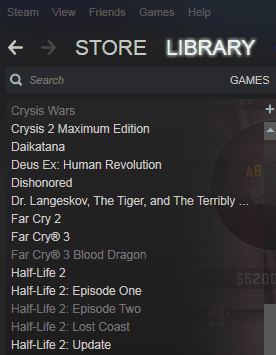 Steam View Friends Games Help
STORE LIBRARY
Search GAMES
Crysis Wars
Crysis 2 Maximum Edition
Daikatana
Deus Ex: Human Revolution
Dishonored
Dr. Langeskov, The Tiger, and The Terribly ...
Far Cry 2
Far Cry® 3
Far Cry® 3 Blood Dragon
Half-Life 2
Half-Life 2: Episode One
Half-Life 2: Episode Two
Half-Life 2: Lost Coast
Half-Life 2: Update
AB
$5200